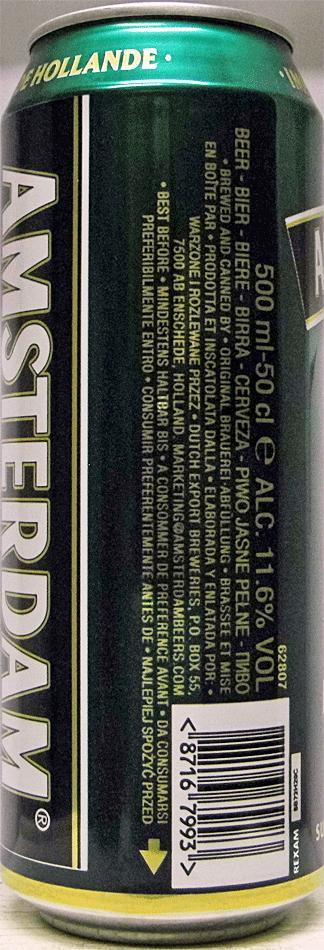 E HOLLANDE ·
AMSTERDAM®
BEER - BIER - BIERE - BIRRA - CERVEZA - PIWO JASNE PEŁNE - ПИВО
500 ml-50 cl e ALC. 11.6% VOL
62807
• BREWED AND CANNED BY • ORIGINAL BRAUEREI-ABFÜLLUNG • BRASSEE ET MISE
EN BOÎTE PAR • PRODOTTA ET INSCATOLATA DALLA • ELABORADA Y ENLATADA POR: •
WARZONE I ROZLEWANE PRZEZ • DUTCH EXPORT BREWERIES, P.O. BOX 55,
7500 AB ENSCHEDE, HOLLAND. MARKETING@AMSTERDAMBEERS.COM
• BEST BEFORE • MINDESTENS HALTBAR BIS • A CONSOMMER DE PREFERENCE AVANT • DA CONSUMARSI
PREFERIBILMENTE ENTRO • CONSUMIR PREFERENTEMENTE ANTES DE • NAJLEPIEJ SPOŻYĆ PRZED
<8716 7993>
REXAM